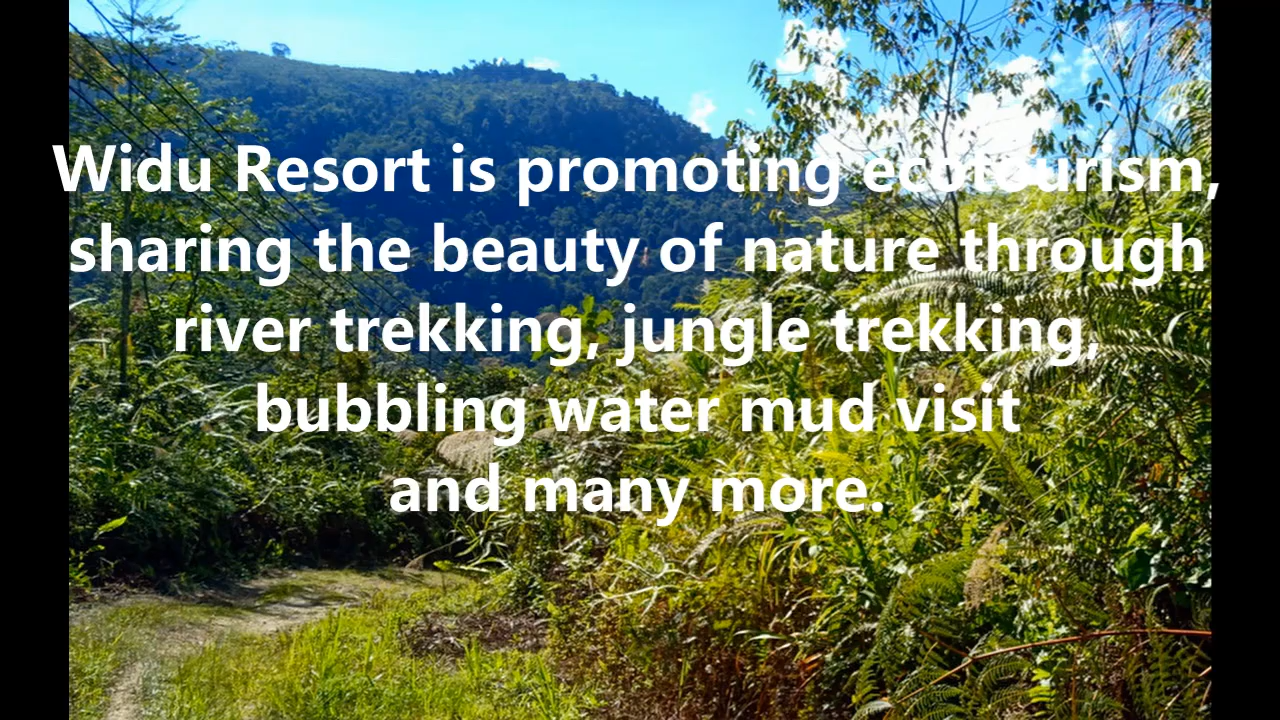 Widu Resort is promoting ecotourism,
sharing the beauty of nature through
river trekking, jungle trekking,
bubbling water mud visit
and many more.